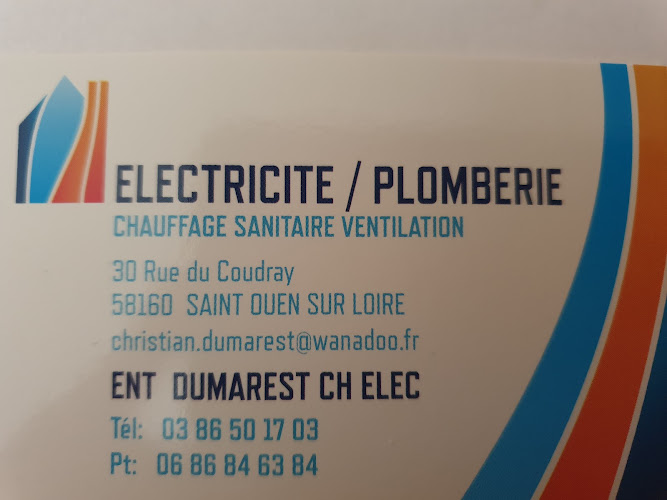 ELECTRICITE / PLOMBERIE
CHAUFFAGE SANITAIRE VENTILATION
30 Rue du Coudray
58160 SAINT OUEN SUR LOIRE
christian.dumarest@wanadoo.fr
ENT DUMAREST CH ELEC
Tél: 03 86 50 17 03
Pt: 06 86 84 63 84